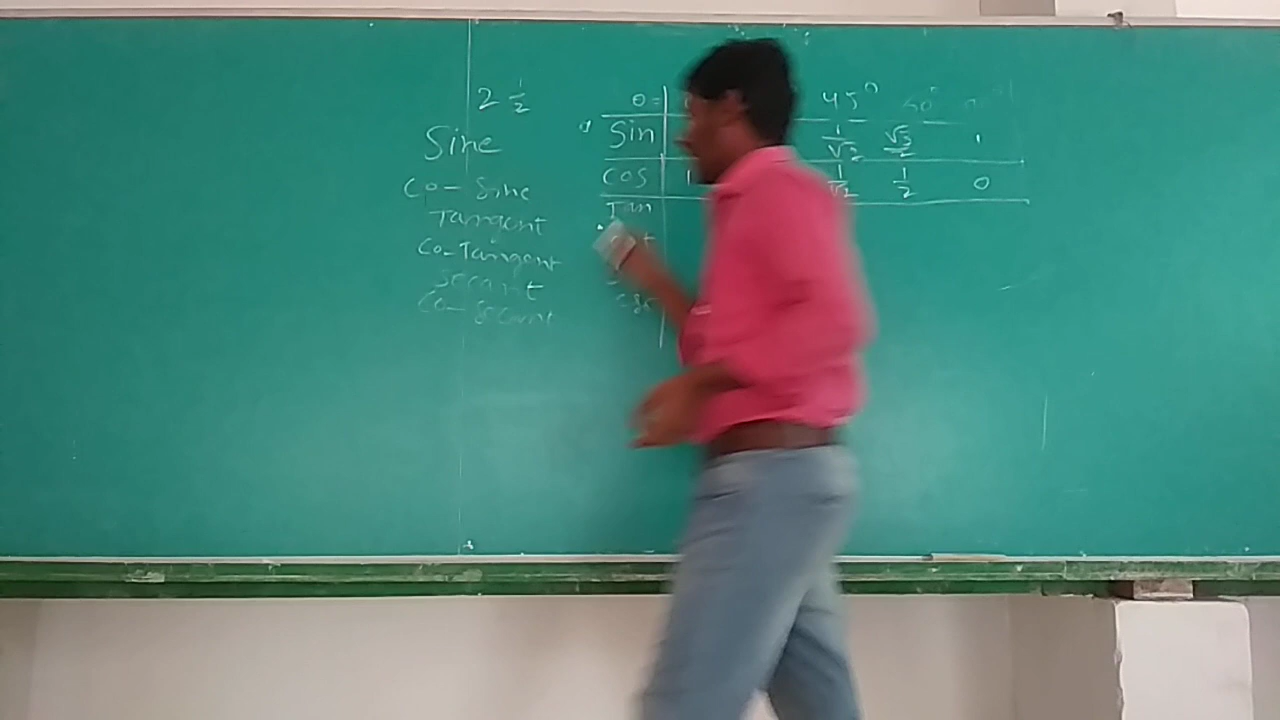 2 1/2
Sine
Co-Sine
Tangent
Co-Tangent
Secant
Co-Secant
θ= 45°
Sin 1/√2 √3/2 1
cos 1 1/√2 1/2 0
Tan